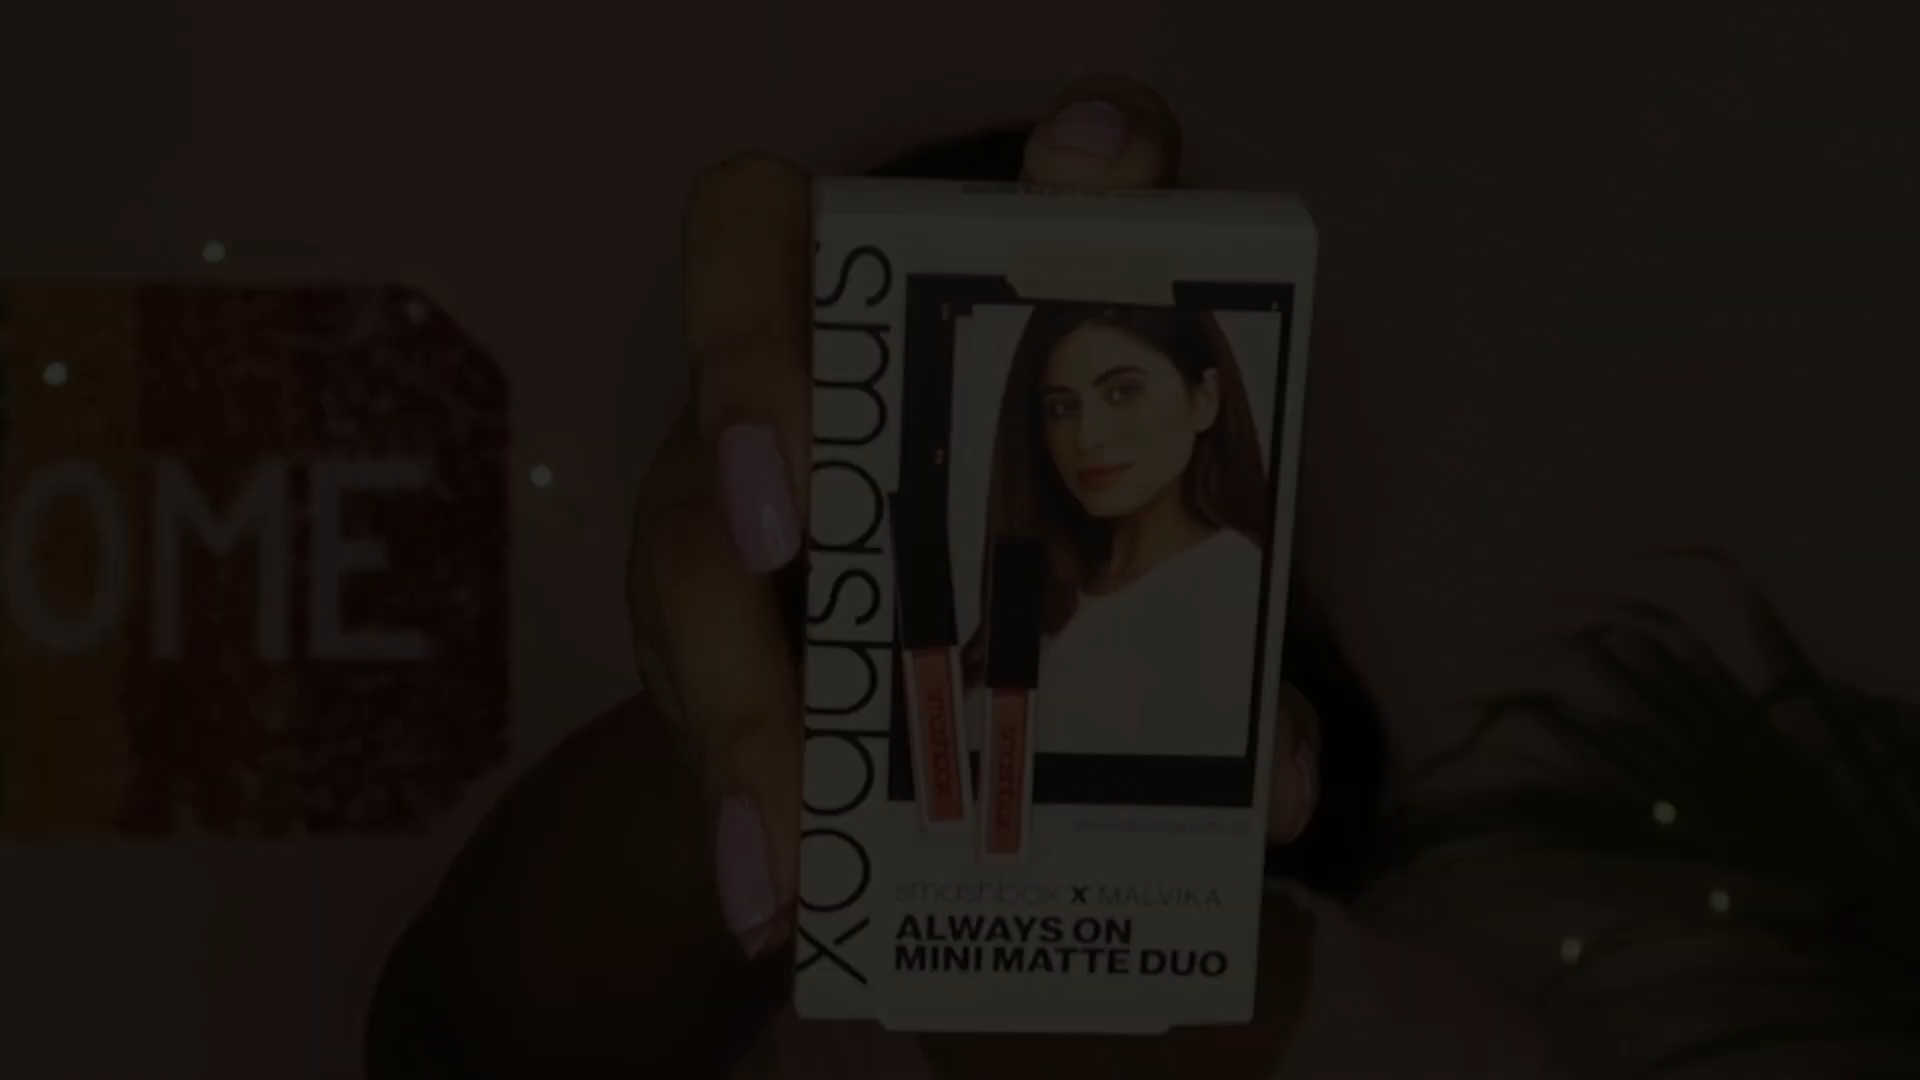 OME
smashbox
smashbox X MALVIKA
ALWAYS ON
MINI MATTE DUO